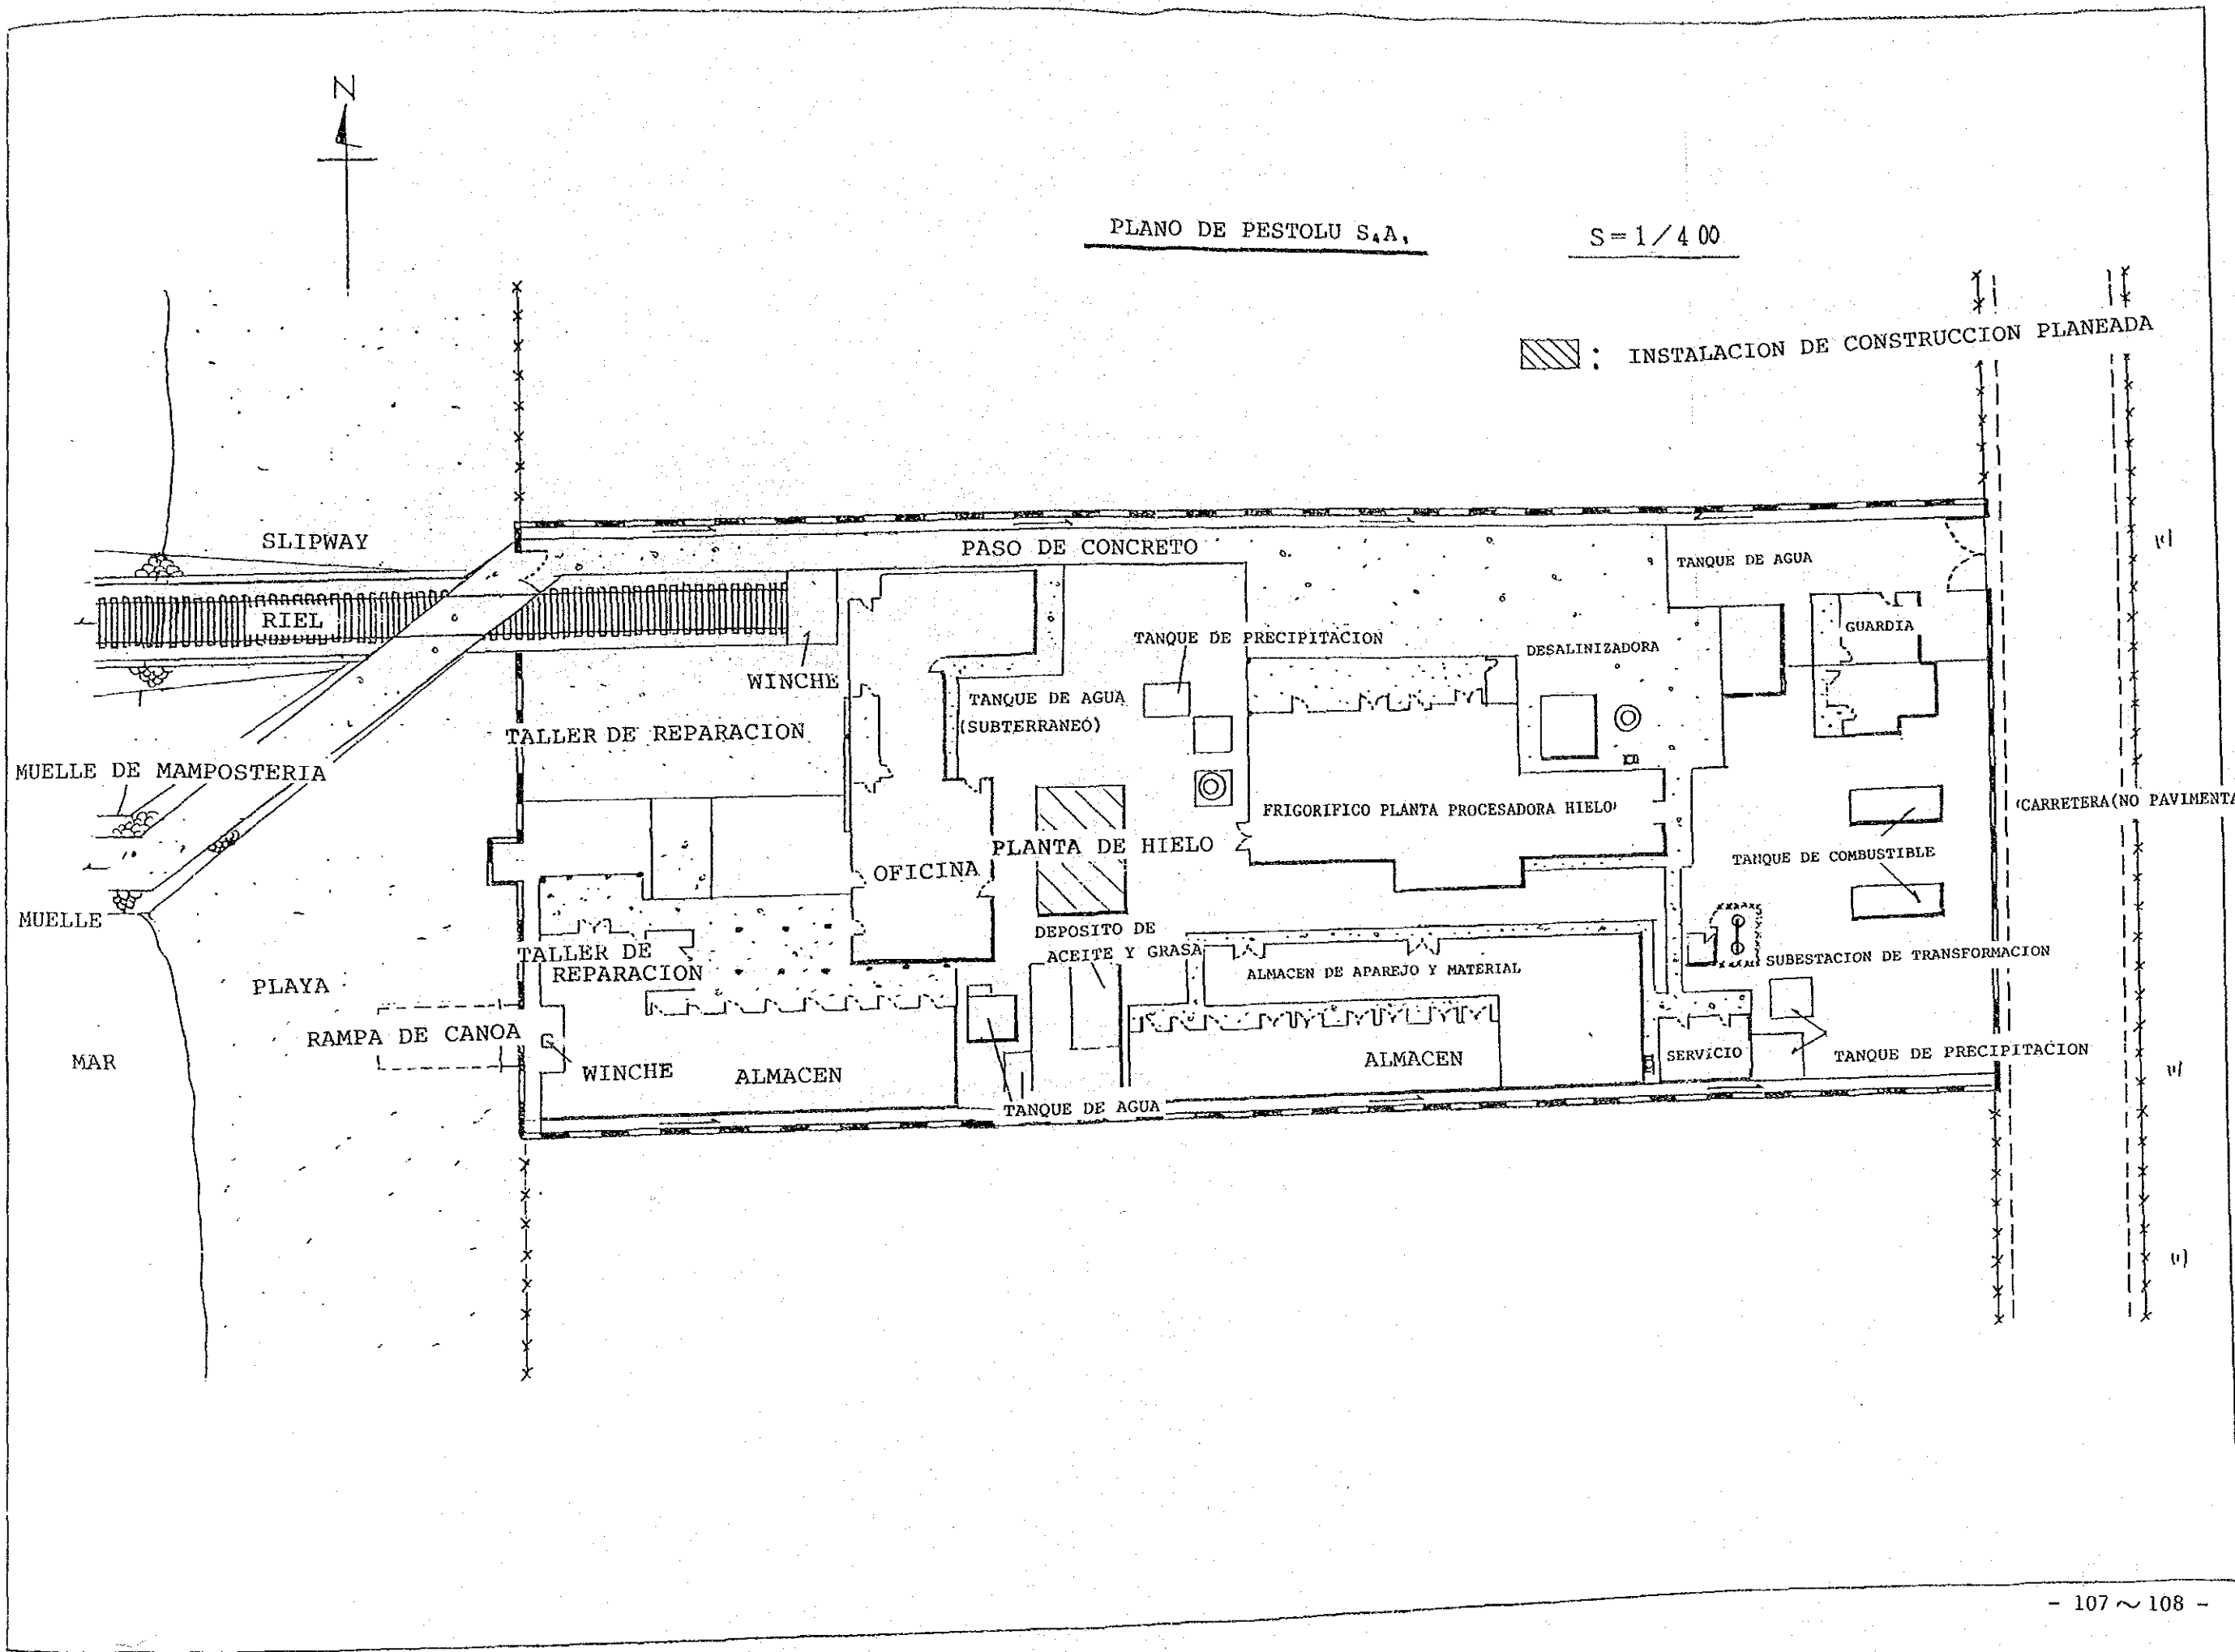 N
PLANO DE PESTOLU S.A.
S=1/400
: INSTALACION DE CONSTRUCCION PLANEADA
SLIPWAY
PASO DE CONCRETO
TANQUE DE AGUA
RIEL
GUARDIA
TANQUE DE PRECIPITACION
DESALINIZADORA
WINCHE
TANQUE DE AGUA
(SUBTERRANEO)
TALLER DE REPARACION
MUELLE DE MAMPOSTERIA
FRIGORIFICO PLANTA PROCESADORA HIELO
CARRETERA(NO PAVIMENTA
PLANTA DE HIELO
TANQUE DE COMBUSTIBLE
OFICINA
MUELLE
DEPOSITO DE
ACEITE Y GRASA
TALLER DE
REPARACION
ALMACEN DE APAREJO Y MATERIAL
SUBESTACION DE TRANSFORMACION
PLAYA
RAMPA DE CANOA
MAR
WINCHE
ALMACEN
ALMACEN
SERVICIO
TANQUE DE PRECIPITACION
TANQUE DE AGUA
- 107 ~ 108 -